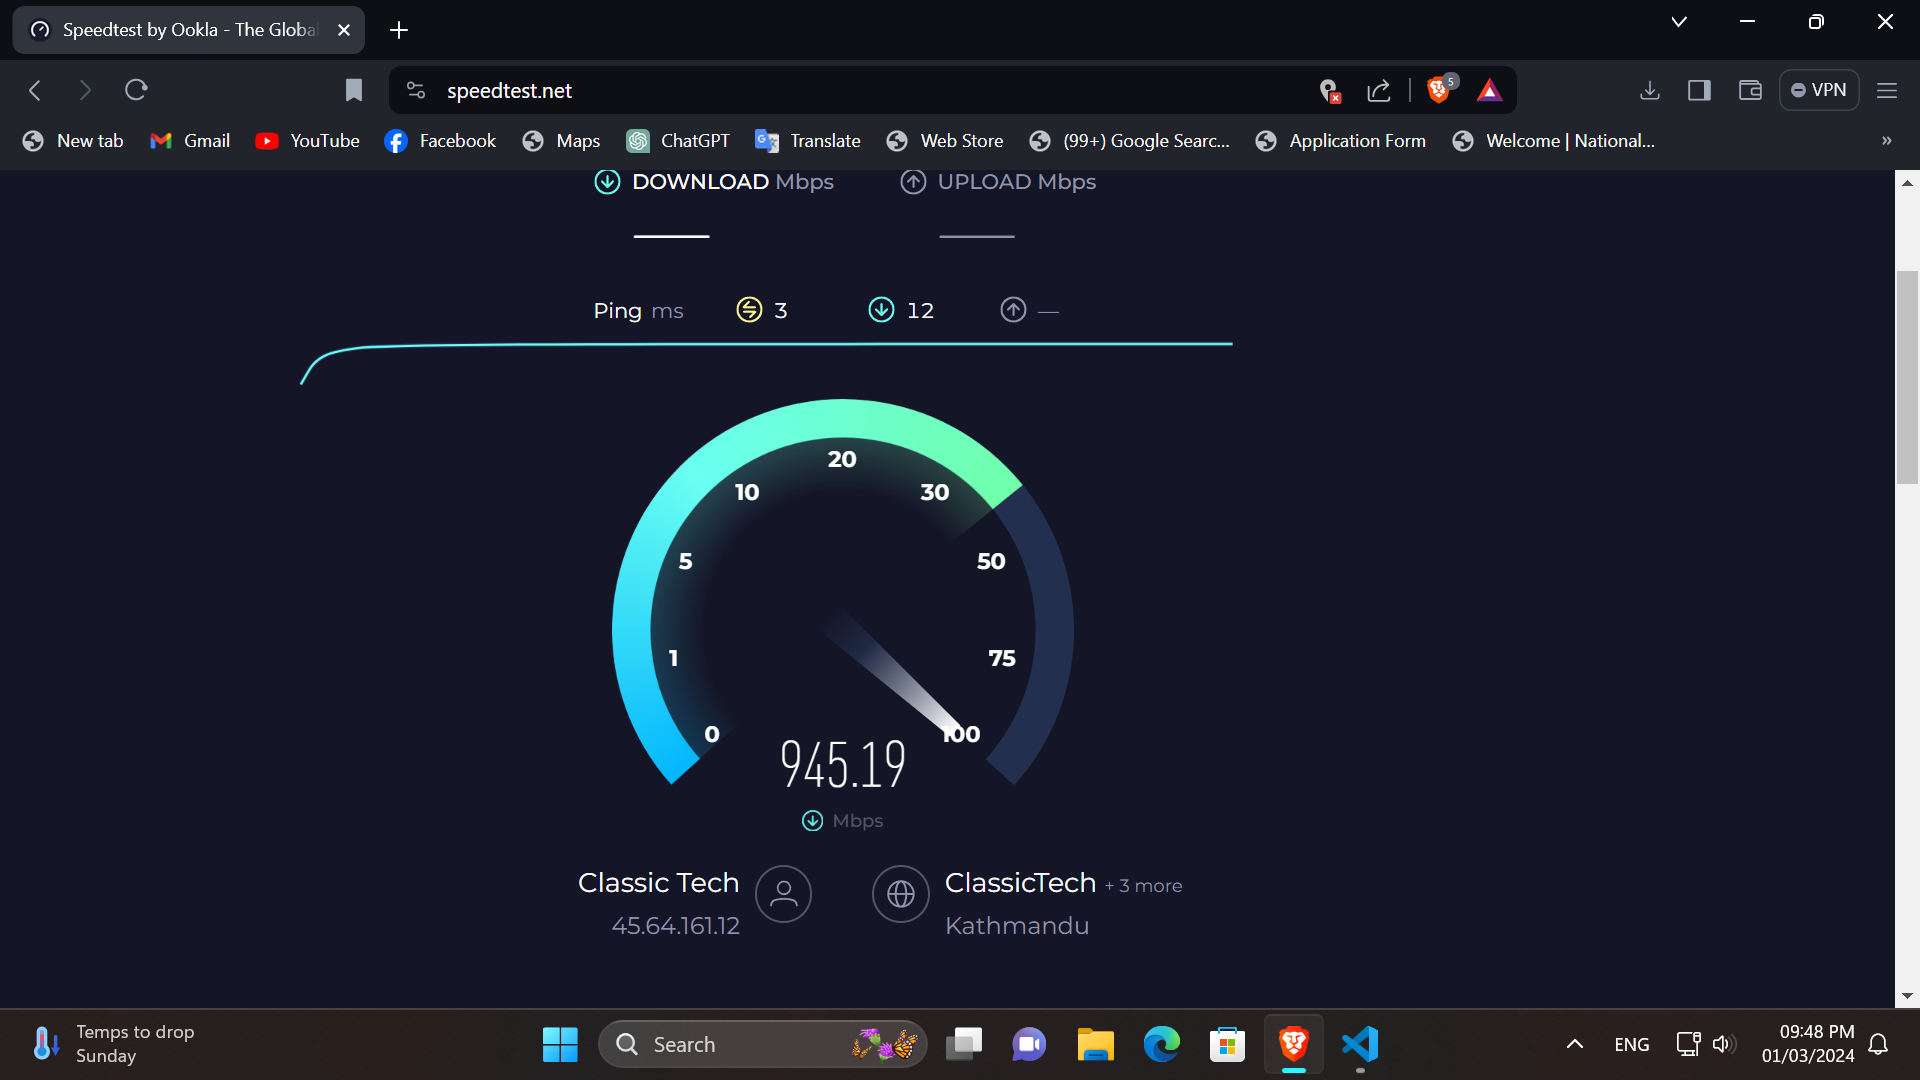 Speedtest by Ookla - The Globa
speedtest.net
5
VPN
New tab
Gmail
YouTube
Facebook
Maps
ChatGPT
Translate
Web Store
(99+) Google Searc...
Application Form
Welcome | National...
»
DOWNLOAD Mbps
UPLOAD Mbps
Ping ms
3
12
—
20
10
30
5
50
1
75
0
100
945.19
Mbps
Classic Tech
45.64.161.12
ClassicTech + 3 more
Kathmandu
Temps to drop
Sunday
Search
ENG
09:48 PM
01/03/2024